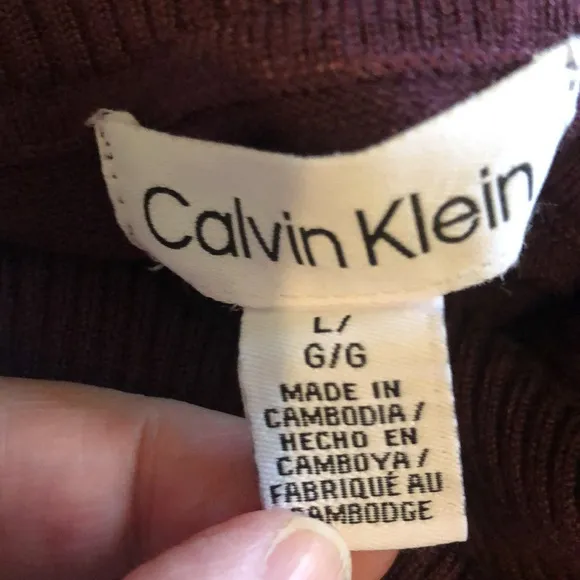 Calvin Klein
L/
G/G
MADE IN
CAMBODIA/
HECHO EN
CAMBOYA/
FABRIQUÉ AU
CAMBODGE